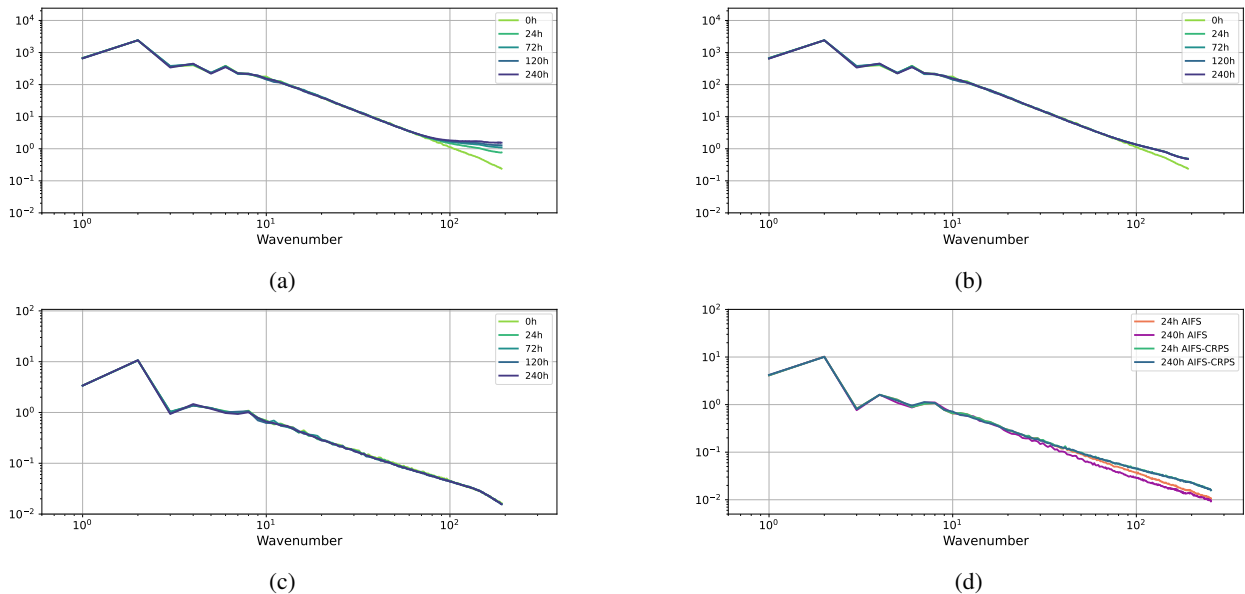 10^4
10^3
10^2
10^1
10^0
10^-1
10^-2
10^0 10^1 10^2
Wavenumber
0h
24h
72h
120h
240h
(a)
10^4
10^3
10^2
10^1
10^0
10^-1
10^-2
10^0 10^1 10^2
Wavenumber
0h
24h
72h
120h
240h
(b)
10^2
10^1
10^0
10^-1
10^-2
10^0 10^1 10^2
Wavenumber
0h
24h
72h
120h
240h
(c)
10^2
10^1
10^0
10^-1
10^-2
10^0 10^1 10^2
Wavenumber
24h AIFS
240h AIFS
24h AIFS-CRPS
240h AIFS-CRPS
(d)